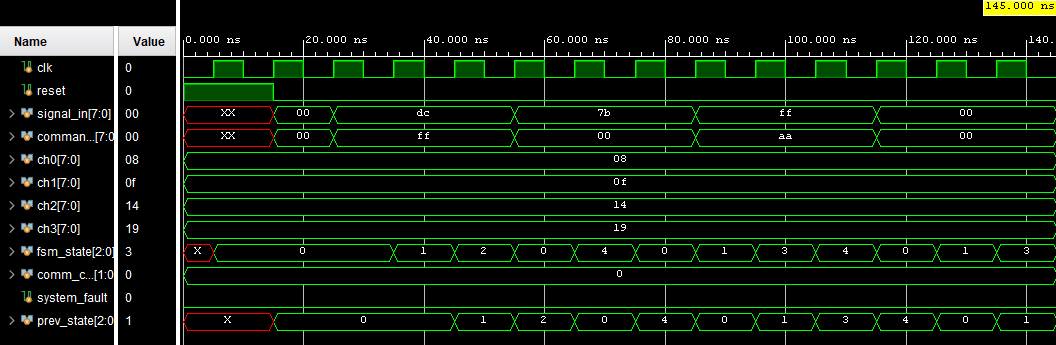 145.000 ns
Name Value 0.000 ns 20.000 ns 40.000 ns 60.000 ns 80.000 ns 100.000 ns 120.000 ns 140.
clk 0
reset 0
signal_in[7:0] 00 XX 00 dc 7b ff 00
comman...[7:0 00 XX 00 ff 00 aa 00
ch0[7:0] 08 08
ch1[7:0] 0f 0f
ch2[7:0] 14 14
ch3[7:0] 19 19
fsm_state[2:0] 3 X 0 1 2 0 4 0 1 3 4 0 1 3
comm_c...[1:0 0 0
system_fault 0
prev_state[2:0 1 X 0 1 2 0 4 0 1 3 4 0 1